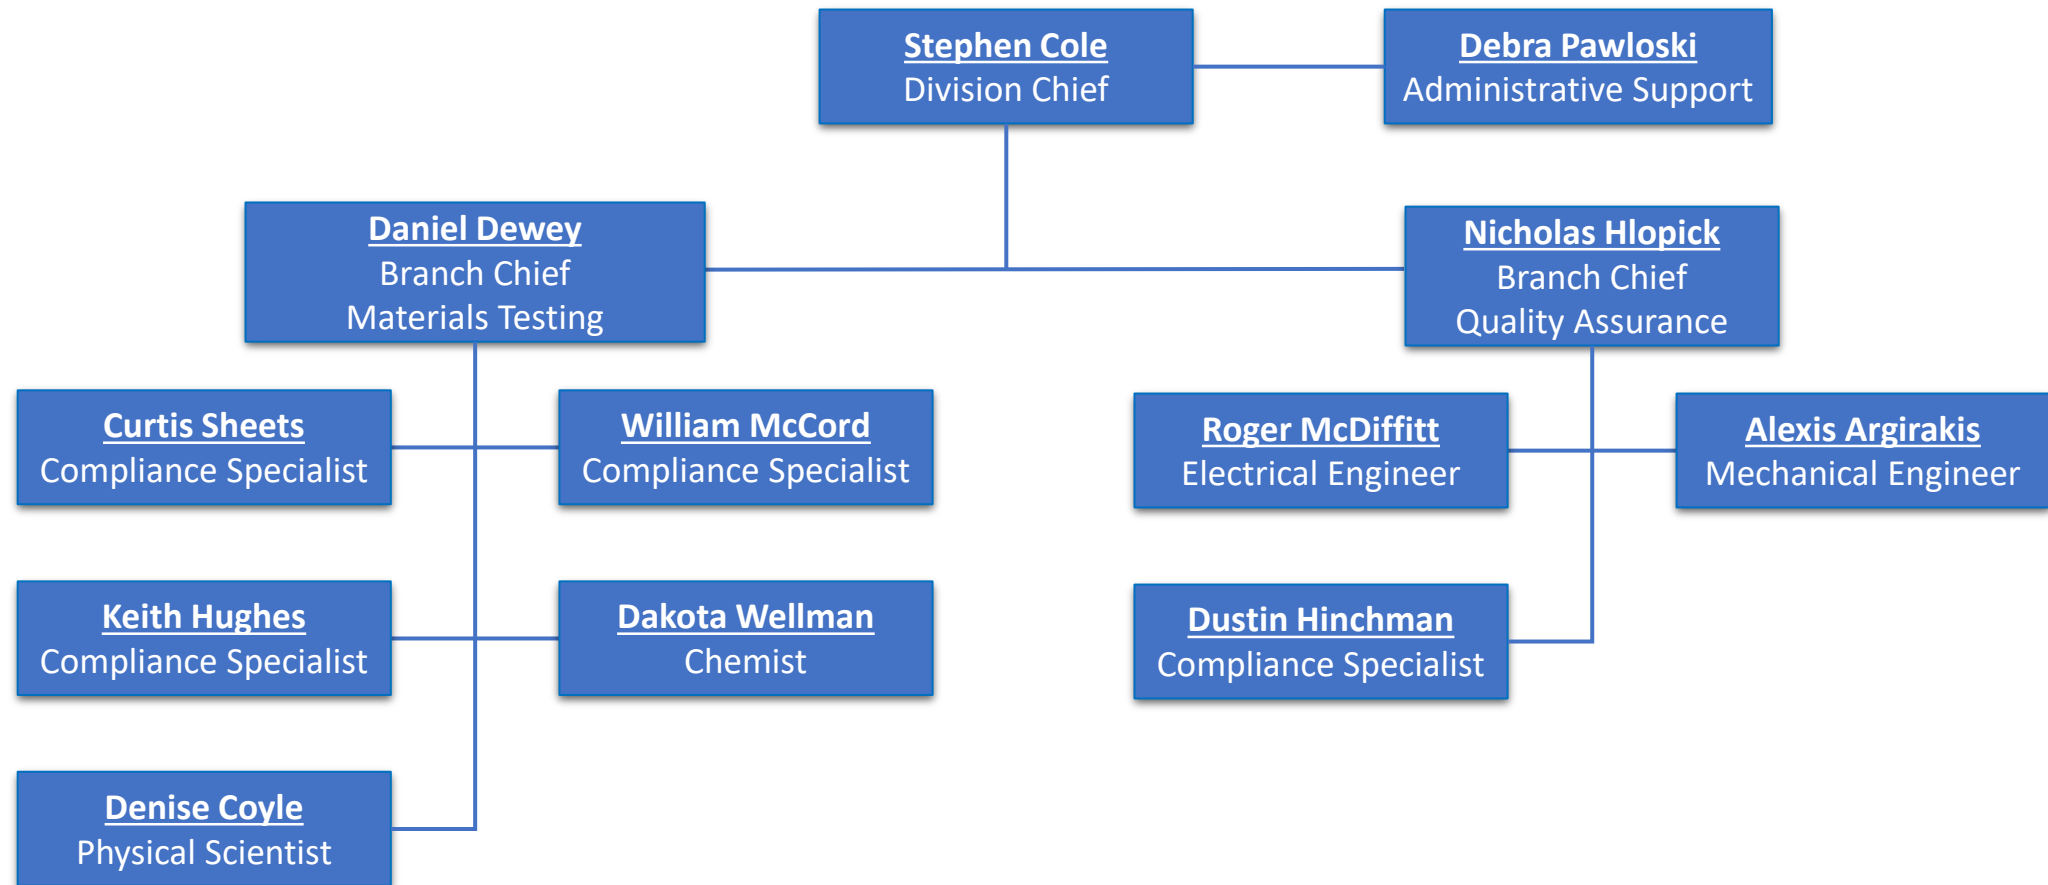 Stephen Cole
Division Chief
Debra Pawloski
Administrative Support
Daniel Dewey
Branch Chief
Materials Testing
Nicholas Hlopick
Branch Chief
Quality Assurance
Curtis Sheets
Compliance Specialist
William McCord
Compliance Specialist
Roger McDiffitt
Electrical Engineer
Alexis Argirakis
Mechanical Engineer
Keith Hughes
Compliance Specialist
Dakota Wellman
Chemist
Dustin Hinchman
Compliance Specialist
Denise Coyle
Physical Scientist